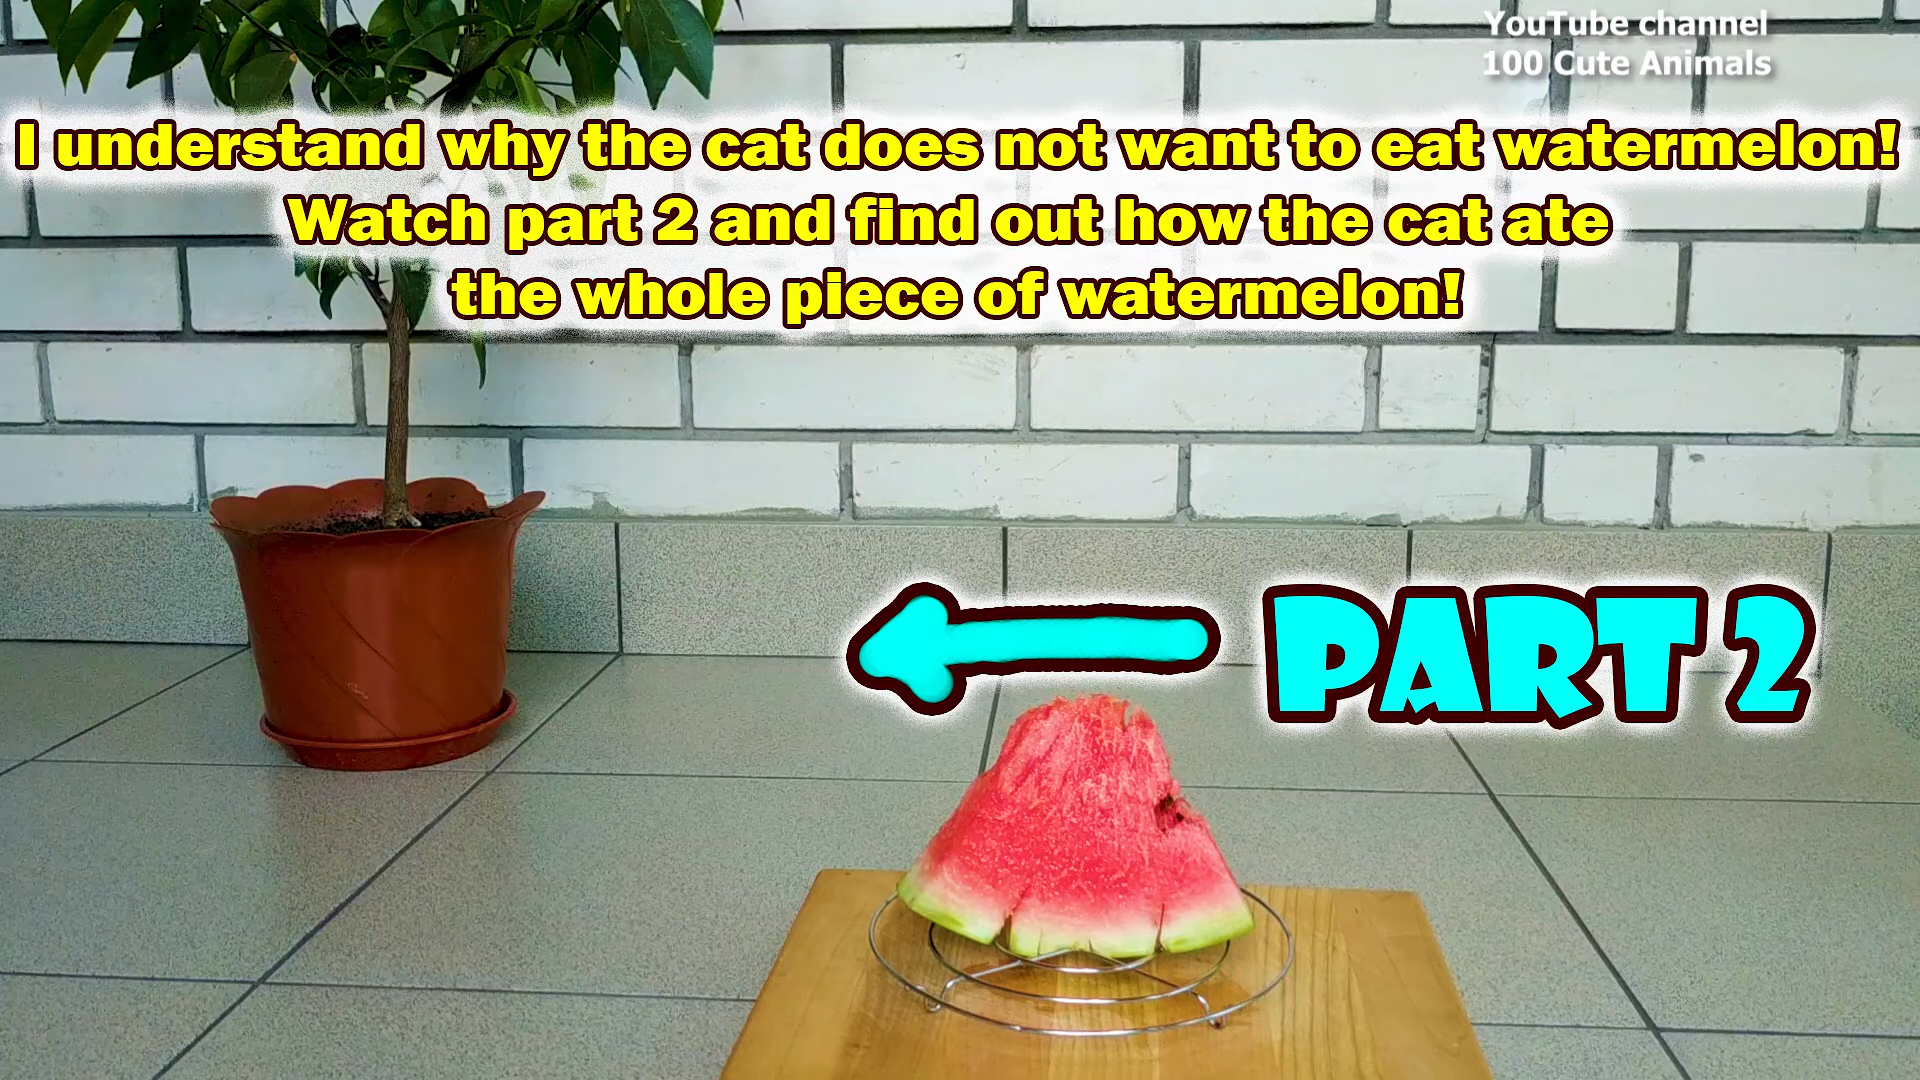 YouTube channel
100 Cute Animals
I understand why the cat does not want to eat watermelon!
Watch part 2 and find out how the cat ate
the whole piece of watermelon!
PART 2